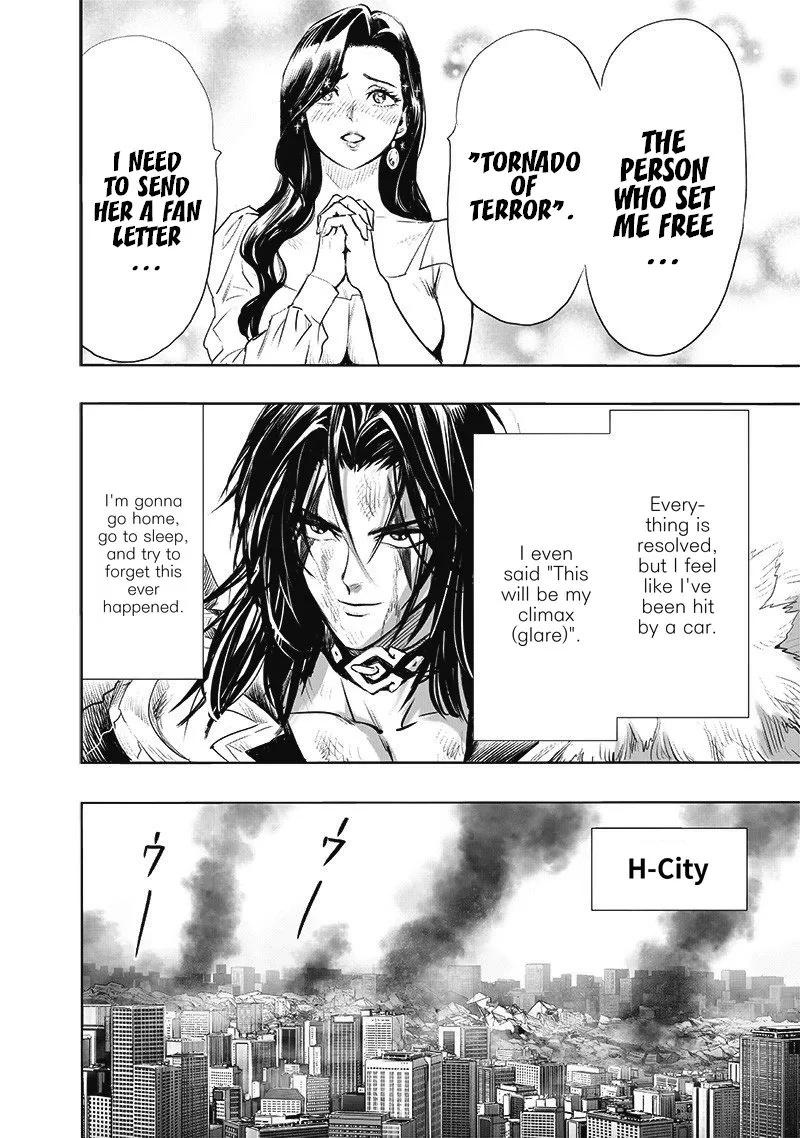 THE
PERSON
WHO SET
ME FREE
...
"TORNADO
OF
TERROR".
I NEED
TO SEND
HER A FAN
LETTER
...
Every-
thing is
resolved,
but I feel
like I've
been hit
by a car.
I even
said "This
will be my
climax
(glare)".
I'm gonna
go home,
go to sleep,
and try to
forget this
ever
happened.
H-City
ウー
ウー